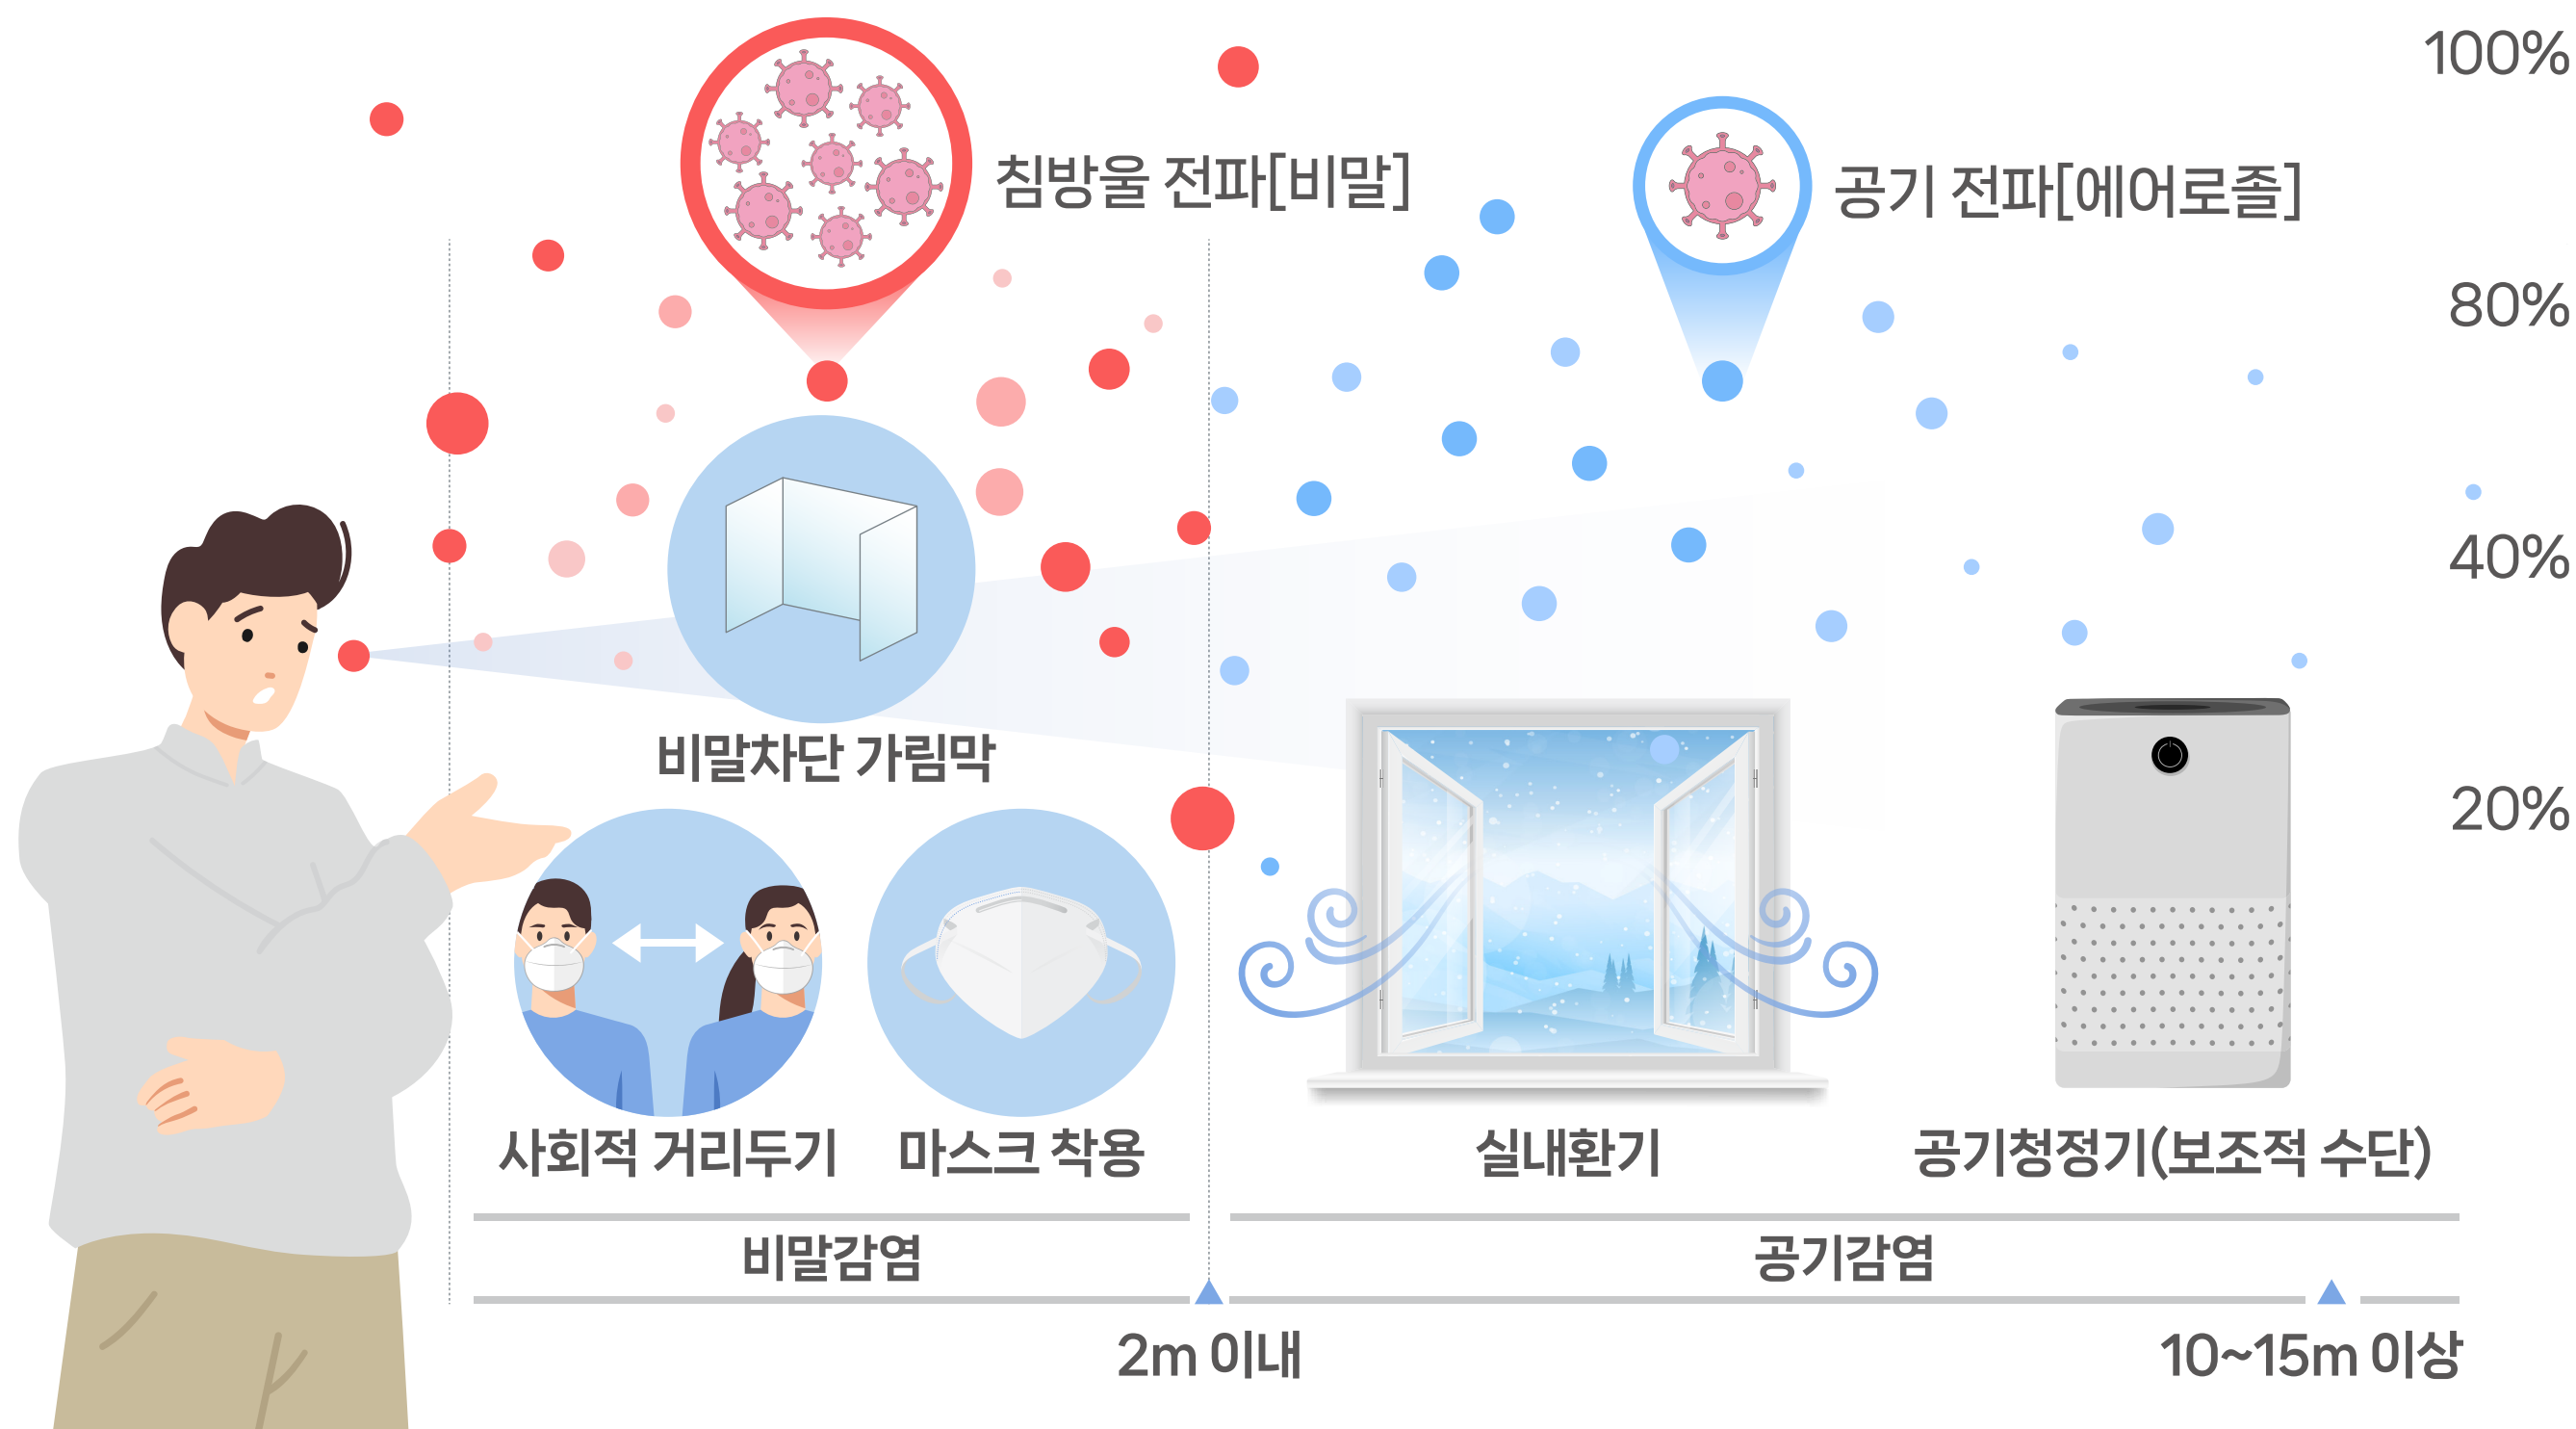 100%
침방울 전파[비말]
공기 전파[에어로졸]
80%
40%
비말차단 가림막
20%
사회적 거리두기
마스크 착용
실내환기
공기청정기(보조적 수단)
비말감염
공기감염
2m 이내
10~15m 이상